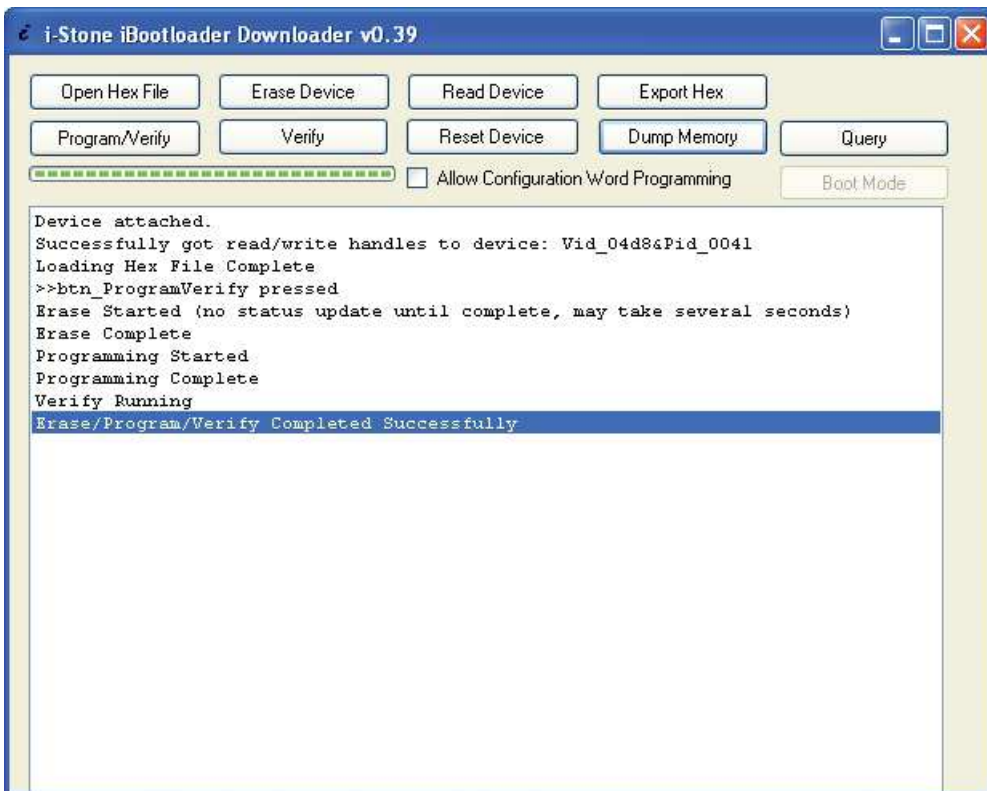 i-Stone iBootloader Downloader v0.39
Open Hex File Erase Device Read Device Export Hex
Program/Verify Verify Reset Device Dump Memory Query
Allow Configuration Word Programming Boot Mode
Device attached.
Successfully got read/write handles to device: Vid_04d8&Pid_0041
Loading Hex File Complete
>>btn_ProgramVerify pressed
Erase Started (no status update until complete, may take several seconds)
Erase Complete
Programming Started
Programming Complete
Verify Running
Erase/Program/Verify Completed Successfully